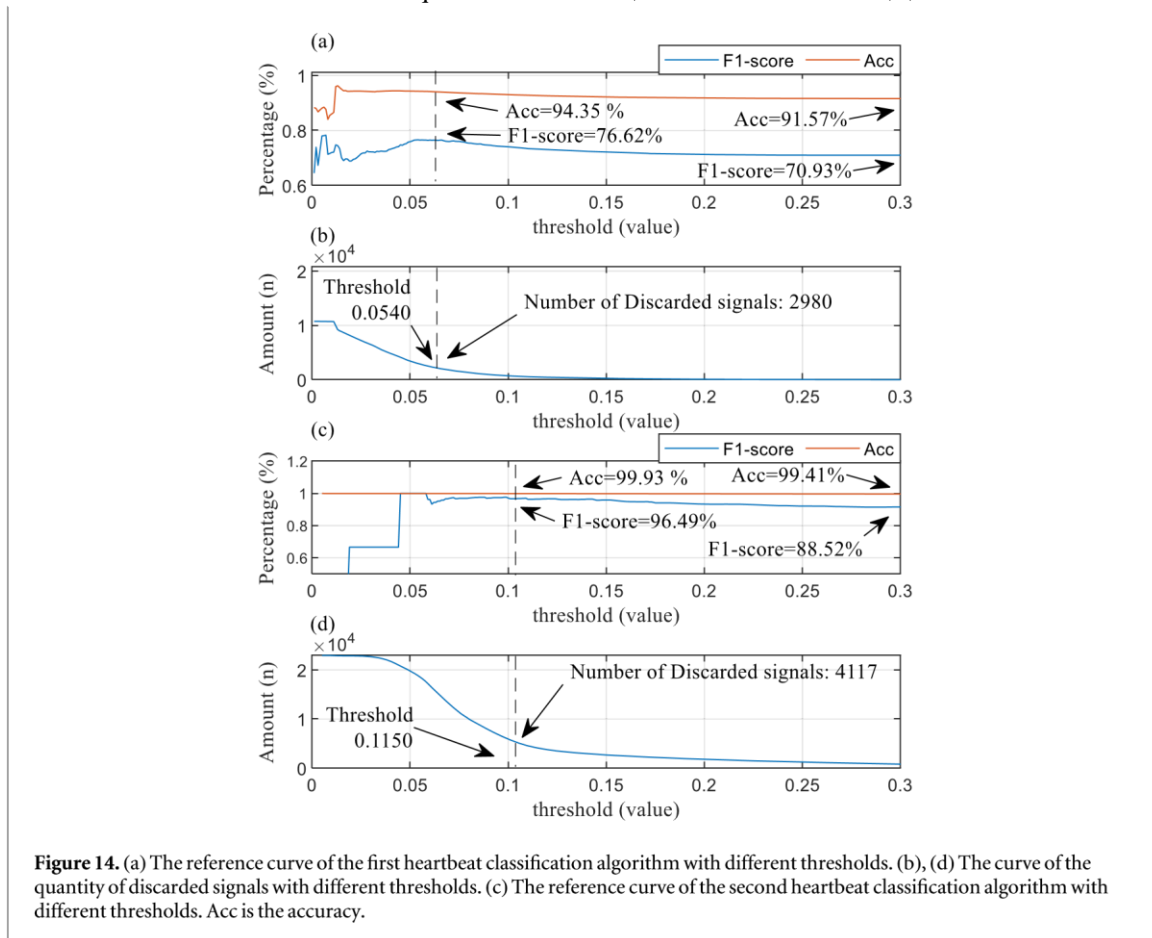 (a)
F1-score Acc
1
Acc=94.35 %
Acc=91.57%
0.8
F1-score=76.62%
F1-score=70.93%
0.6
Percentage (%)
0 0.05 0.1 0.15 0.2 0.25 0.3
threshold (value)
(b)
×10⁴
2
Threshold
0.0540
Number of Discarded signals: 2980
1
0
Amount (n)
0 0.05 0.1 0.15 0.2 0.25 0.3
threshold (value)
(c)
F1-score Acc
1.2
Acc=99.93 %
Acc=99.41%
1
F1-score=96.49%
0.8
F1-score=88.52%
0.6
Percentage (%)
0 0.05 0.1 0.15 0.2 0.25 0.3
threshold (value)
(d)
×10⁴
2
Number of Discarded signals: 4117
1
Threshold
0.1150
0
Amount (n)
0 0.05 0.1 0.15 0.2 0.25 0.3
threshold (value)
Figure 14. (a) The reference curve of the first heartbeat classification algorithm with different thresholds. (b), (d) The curve of the
quantity of discarded signals with different thresholds. (c) The reference curve of the second heartbeat classification algorithm with
different thresholds. Acc is the accuracy.